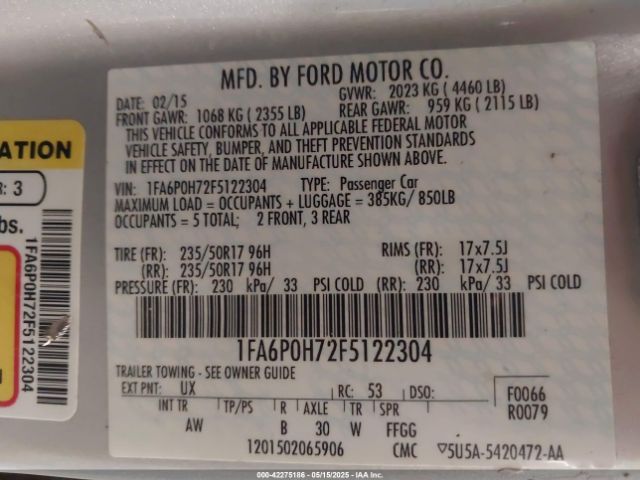 MFD. BY FORD MOTOR CO.
DATE: 02/15 GVWR: 2023 KG ( 4460 LB)
FRONT GAWR: 1068 KG ( 2355 LB) REAR GAWR: 959 KG ( 2115 LB)
THIS VEHICLE CONFORMS TO ALL APPLICABLE FEDERAL MOTOR
VEHICLE SAFETY, BUMPER, AND THEFT PREVENTION STANDARDS
IN EFFECT ON THE DATE OF MANUFACTURE SHOWN ABOVE.
VIN: 1FA6P0H72F5122304 TYPE: Passenger Car
MAXIMUM LOAD = OCCUPANTS + LUGGAGE = 385KG/ 850LB
OCCUPANTS = 5 TOTAL; 2 FRONT, 3 REAR
TIRE (FR): 235/50R17 96H RIMS (FR): 17x7.5J
(RR): 235/50R17 96H (RR): 17x7.5J
PRESSURE (FR): 230 kPa/ 33 PSI COLD (RR): 230 kPa/ 33 PSI COLD
1FA6P0H72F5122304
TRAILER TOWING - SEE OWNER GUIDE
EXT PNT: UX RC: 53 DSO: F0066
INT TR TP/PS R AXLE TR SPR R0079
AW B 30 W FFGG
1201502065906 CMC ▽5U5A-5420472-AA
ATION
R: 3
bs.
1FA6P0H72F5122304
00-42275186 - 05/15/2025 - IAA Vehicles